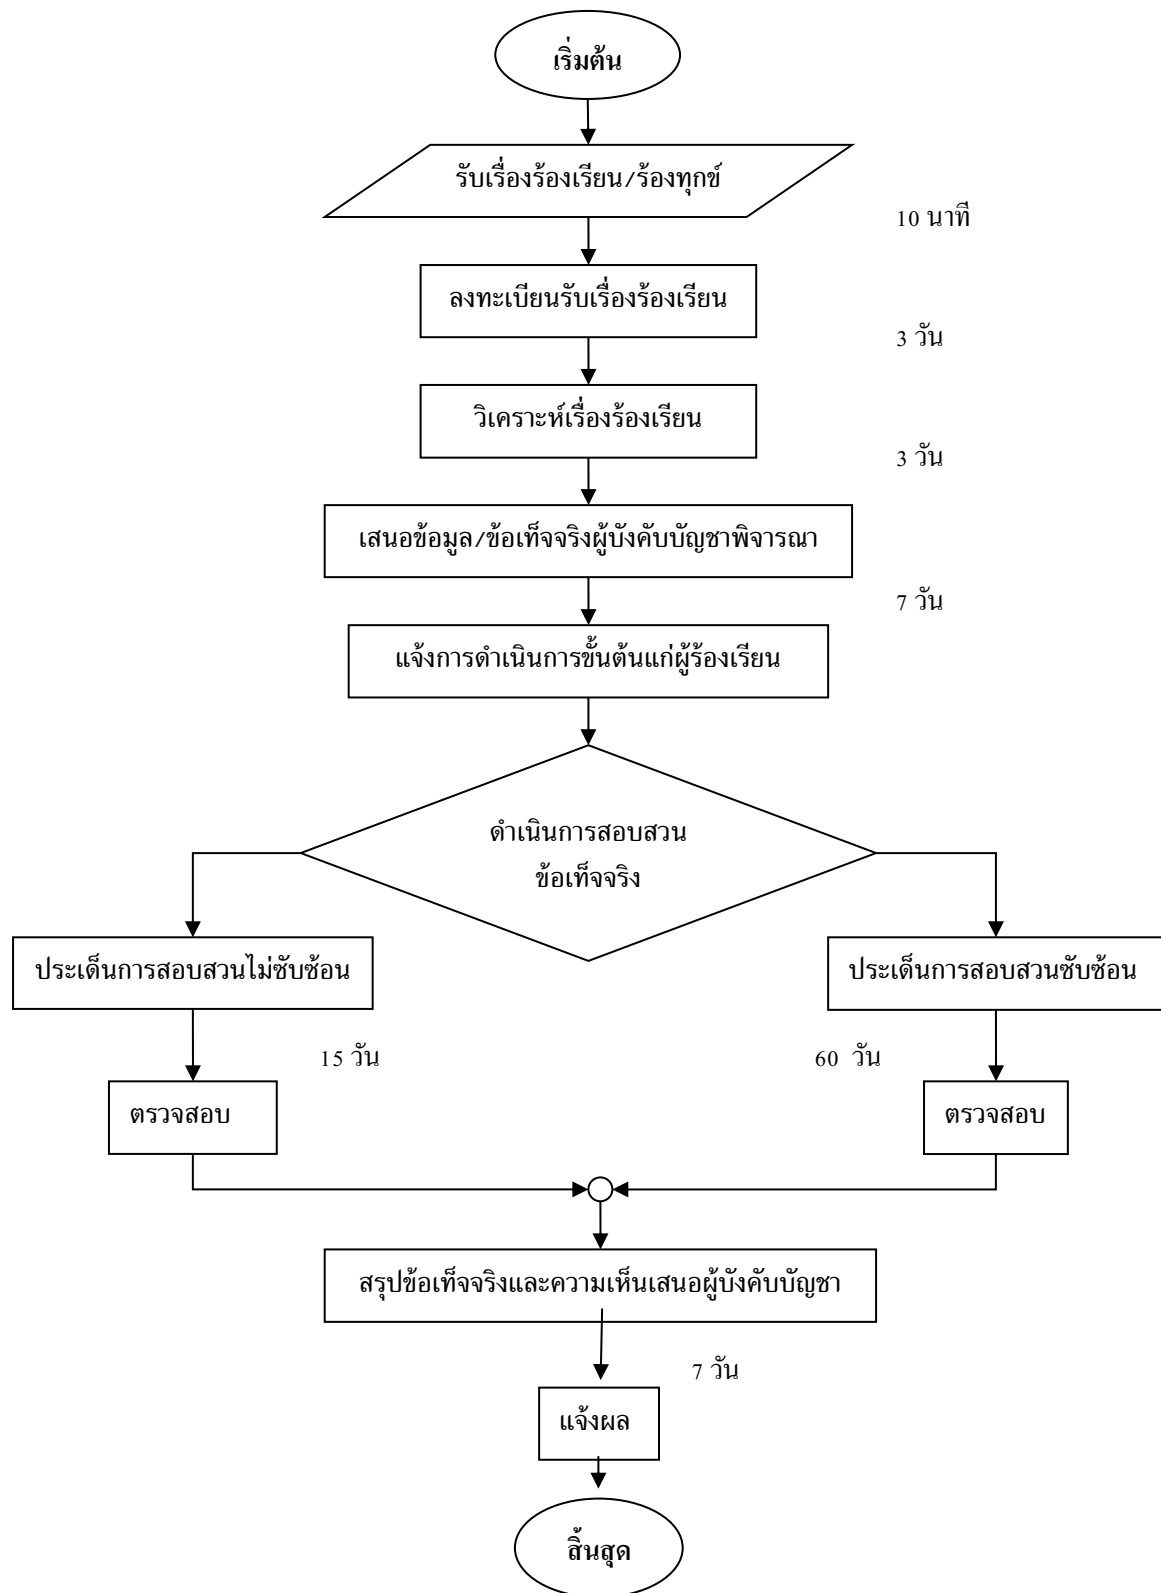 เริ่มต้น
รับเรื่องร้องเรียน/ร้องทุกข์
10 นาที
ลงทะเบียนรับเรื่องร้องเรียน
3 วัน
วิเคราะห์เรื่องร้องเรียน
3 วัน
เสนอข้อมูล/ข้อเท็จจริงผู้บังคับบัญชาพิจารณา
7 วัน
แจ้งการดำเนินการขั้นต้นแก่ผู้ร้องเรียน
ดำเนินการสอบสวน
ข้อเท็จจริง
ประเด็นการสอบสวนไม่ซับซ้อน
ประเด็นการสอบสวนซับซ้อน
15 วัน
60 วัน
ตรวจสอบ
ตรวจสอบ
สรุปข้อเท็จจริงและความเห็นเสนอผู้บังคับบัญชา
7 วัน
แจ้งผล
สิ้นสุด